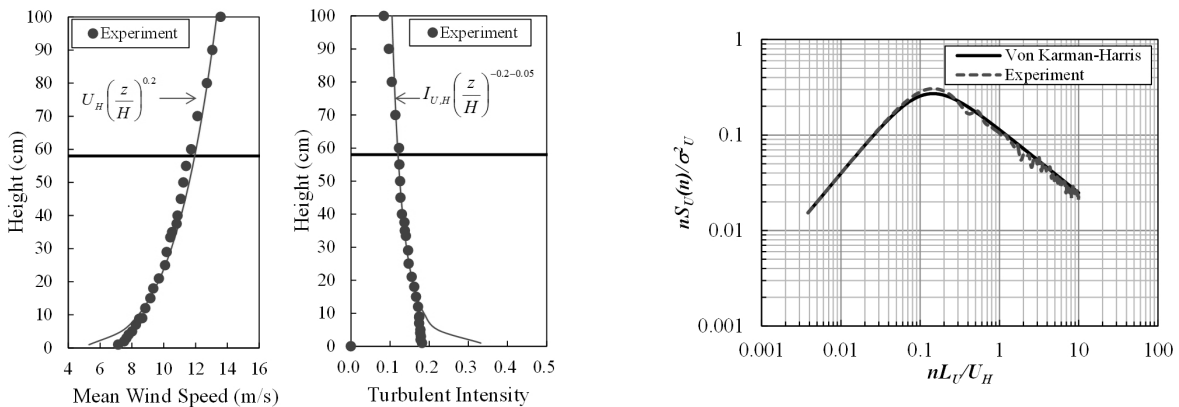 Height (cm)
100
90
80
70
60
50
40
30
20
10
0
Experiment
U_H(z/H)^0.2
4 6 8 10 12 14 16
Mean Wind Speed (m/s)
Height (cm)
100
90
80
70
60
50
40
30
20
10
0
Experiment
I_U,H(z/H)^−0.2−0.05
0.0 0.1 0.2 0.3 0.4 0.5
Turbulent Intensity
nS_U(n)/σ²_U
1
0.1
0.01
0.001
Von Karman-Harris
Experiment
0.001 0.01 0.1 1 10 100
nL_U/U_H